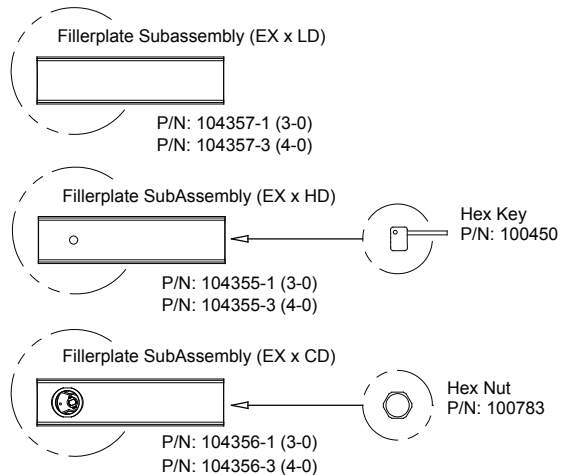 Fillerplate Subassembly (EX x LD)
P/N: 104357-1 (3-0)
P/N: 104357-3 (4-0)
Fillerplate SubAssembly (EX x HD)
Hex Key
P/N: 100450
P/N: 104355-1 (3-0)
P/N: 104355-3 (4-0)
Fillerplate SubAssembly (EX x CD)
Hex Nut
P/N: 100783
P/N: 104356-1 (3-0)
P/N: 104356-3 (4-0)